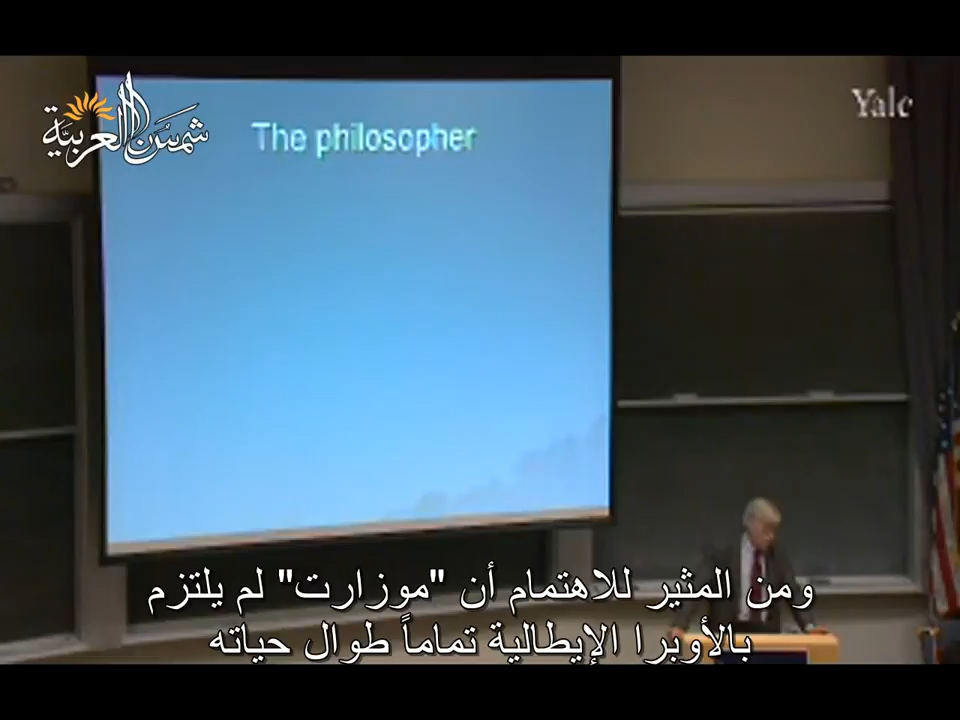 شمس العربية
Yale
The philosopher
ومن المثير للاهتمام أن "موزارت" لم يلتزم
بالأوبرا الإيطالية تماماً طوال حياته